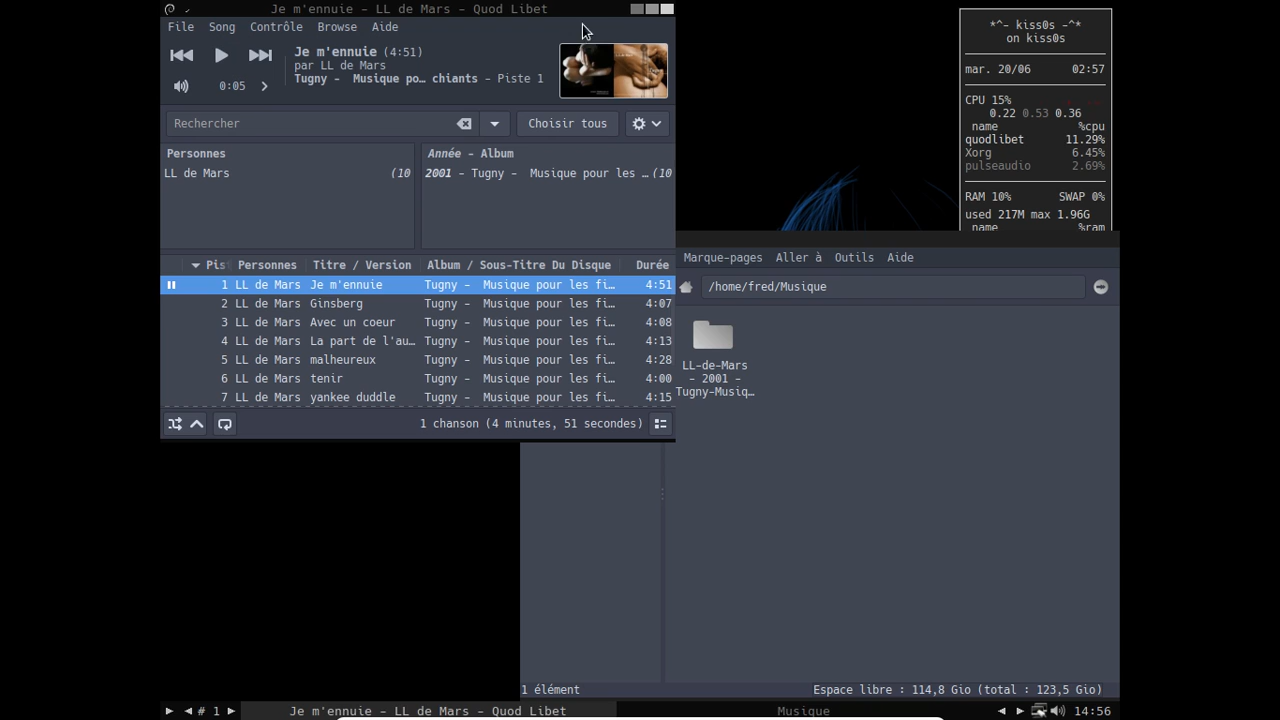 Je m'ennuie - LL de Mars - Quod Libet
File Song Contrôle Browse Aide
Je m'ennuie (4:51)
par LL de Mars
Tugny - Musique po… chiants - Piste 1
0:05
Rechercher
Choisir tous
Personnes
LL de Mars (10
Année - Album
2001 - Tugny - Musique pour les …(10
Pis Personnes Titre / Version Album / Sous-Titre Du Disque Durée
1 LL de Mars Je m'ennuie Tugny - Musique pour les fi… 4:51
2 LL de Mars Ginsberg Tugny - Musique pour les fi… 4:07
3 LL de Mars Avec un coeur Tugny - Musique pour les fi… 4:08
4 LL de Mars La part de l'au… Tugny - Musique pour les fi… 4:13
5 LL de Mars malheureux Tugny - Musique pour les fi… 4:28
6 LL de Mars tenir Tugny - Musique pour les fi… 4:00
7 LL de Mars yankee duddle Tugny - Musique pour les fi… 4:15
1 chanson (4 minutes, 51 secondes)
*^- kiss0s -^*
on kiss0s
mar. 20/06 02:57
CPU 15%
0.22 0.53 0.36
name %cpu
quodlibet 11.29%
Xorg 6.45%
pulseaudio 2.69%
RAM 10% SWAP 0%
used 217M max 1.96G
name %ram
Marque-pages Aller à Outils Aide
/home/fred/Musique
LL-de-Mars
- 2001 -
Tugny-Musiq…
1 élément
Espace libre : 114,8 Gio (total : 123,5 Gio)
# 1
Je m'ennuie - LL de Mars - Quod Libet
Musique
14:56